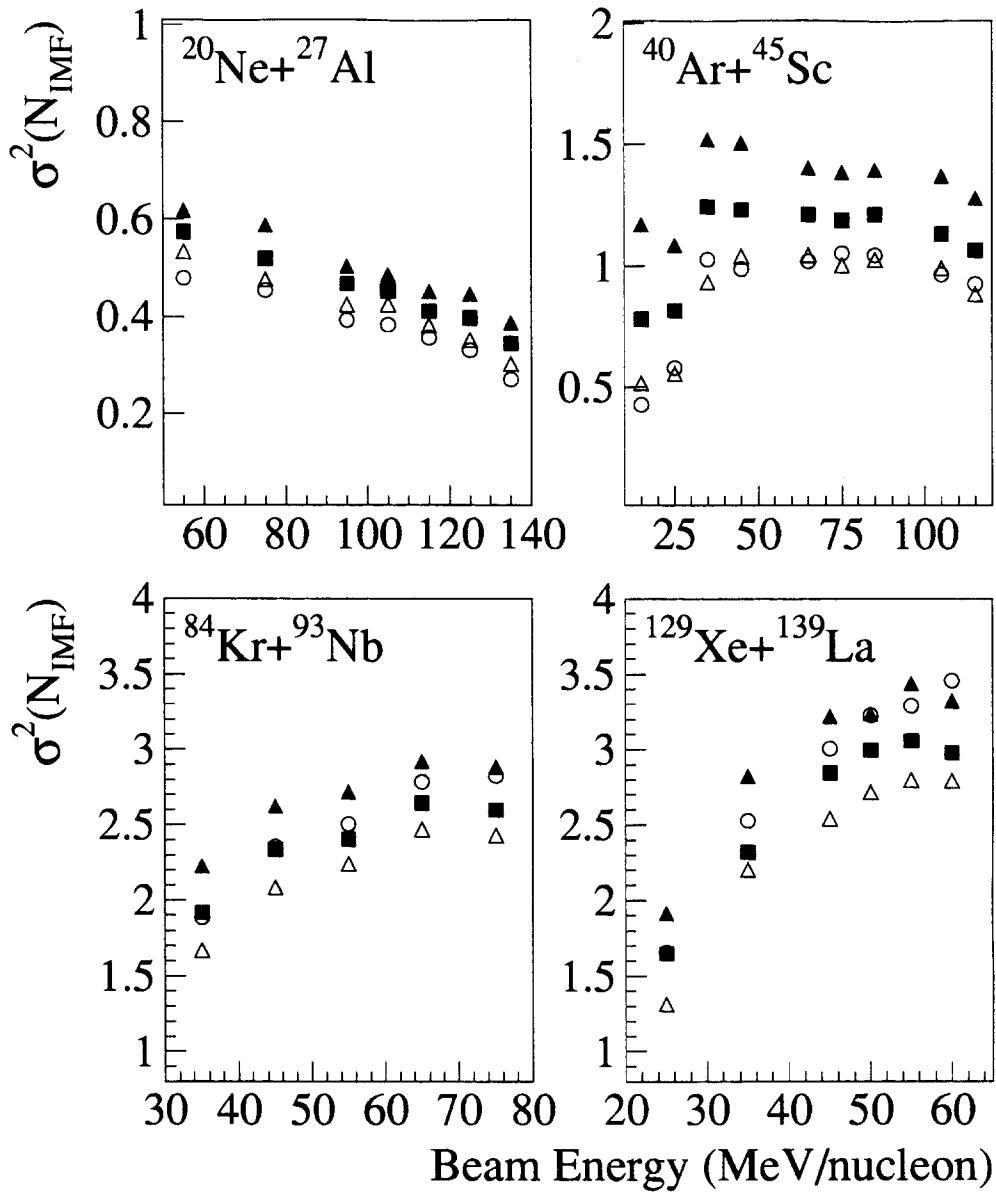 σ²(N_IMF)
²⁰Ne+²⁷Al
1
0.8
0.6
0.4
0.2
60 80 100 120 140
⁴⁰Ar+⁴⁵Sc
2
1.5
1
0.5
25 50 75 100
σ²(N_IMF)
⁸⁴Kr+⁹³Nb
4
3.5
3
2.5
2
1.5
1
30 40 50 60 70 80
¹²⁹Xe+¹³⁹La
4
3.5
3
2.5
2
1.5
1
20 30 40 50 60
Beam Energy (MeV/nucleon)